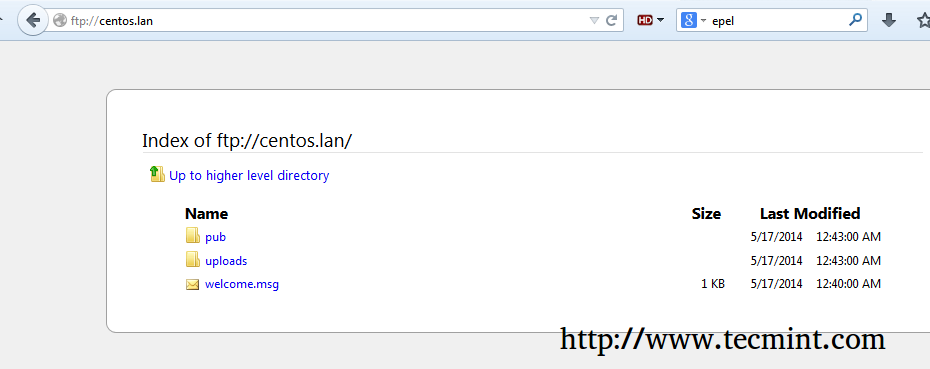 ftp://centos.lan
HD
8
epel
Index of ftp://centos.lan/
Up to higher level directory
Name Size Last Modified
pub 5/17/2014 12:43:00 AM
uploads 5/17/2014 12:43:00 AM
welcome.msg 1 KB 5/17/2014 12:40:00 AM
http://www.tecmint.com